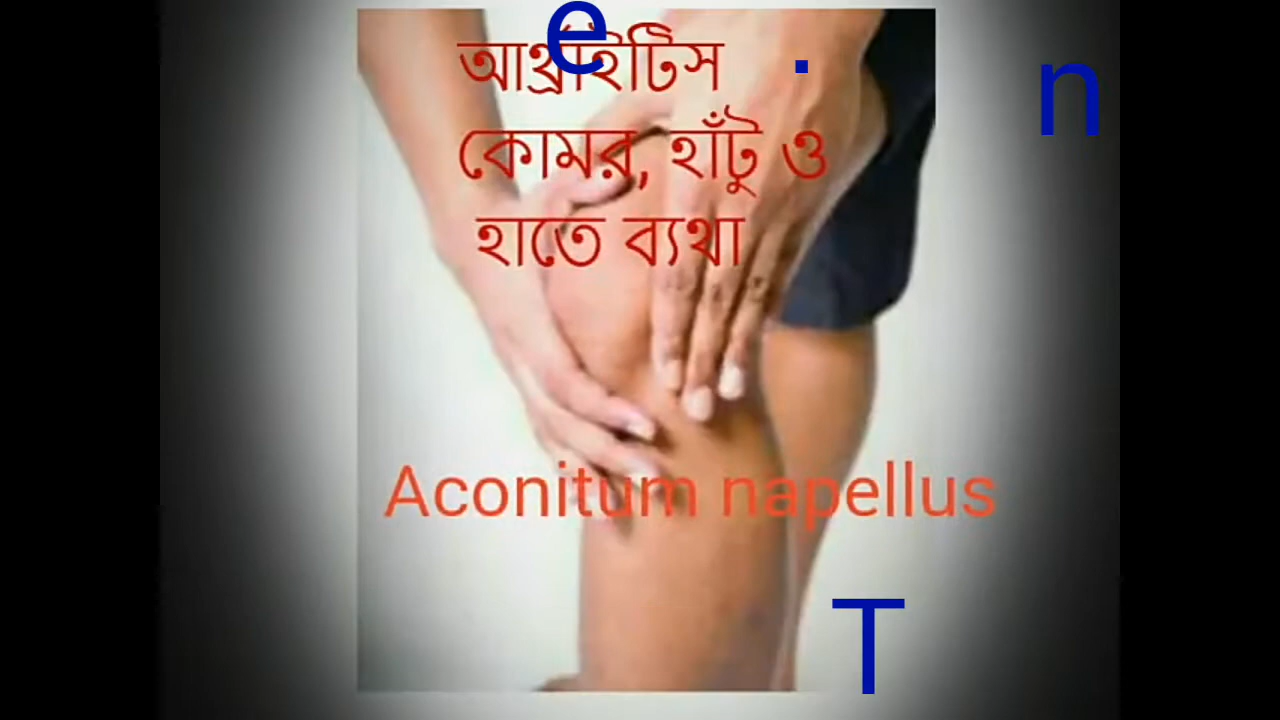 e .
n
আর্থ্রাইটিস
কোমর, হাঁটু ও
হাতে ব্যথা
Aconitum napellus
T